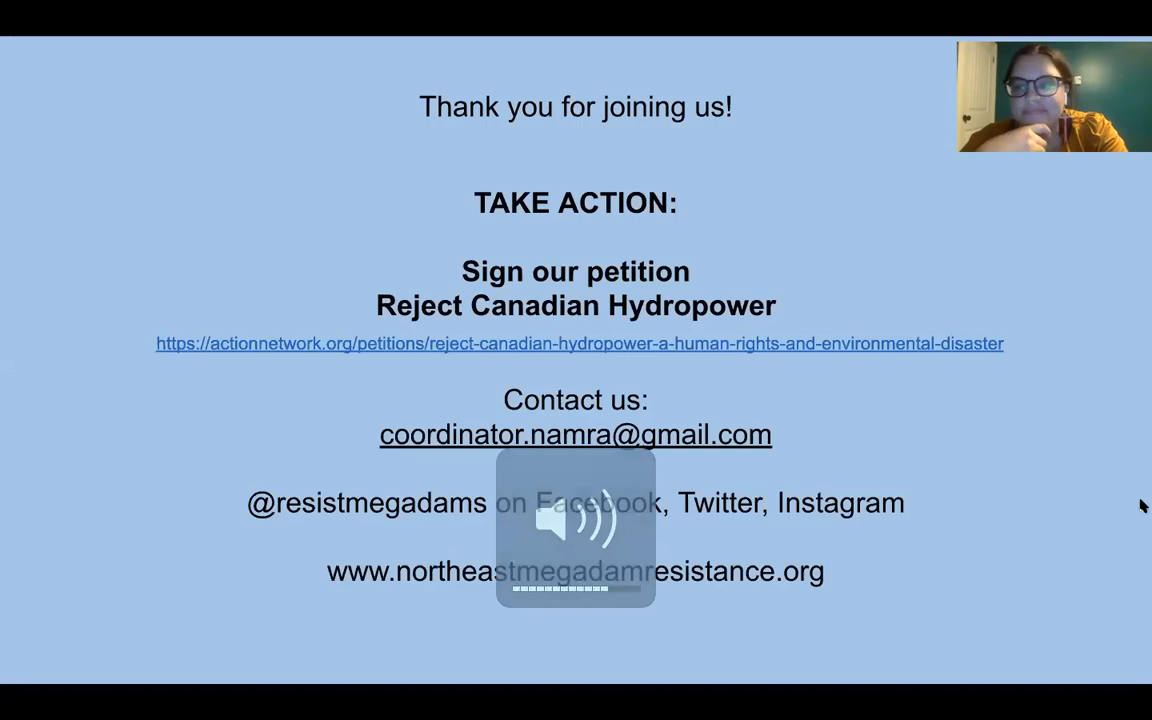 Thank you for joining us!
TAKE ACTION:
Sign our petition
Reject Canadian Hydropower
https://actionnetwork.org/petitions/reject-canadian-hydropower-a-human-rights-and-environmental-disaster
Contact us:
coordinator.namra@gmail.com
@resistmegadams on Facebook, Twitter, Instagram
www.northeastmegadamresistance.org